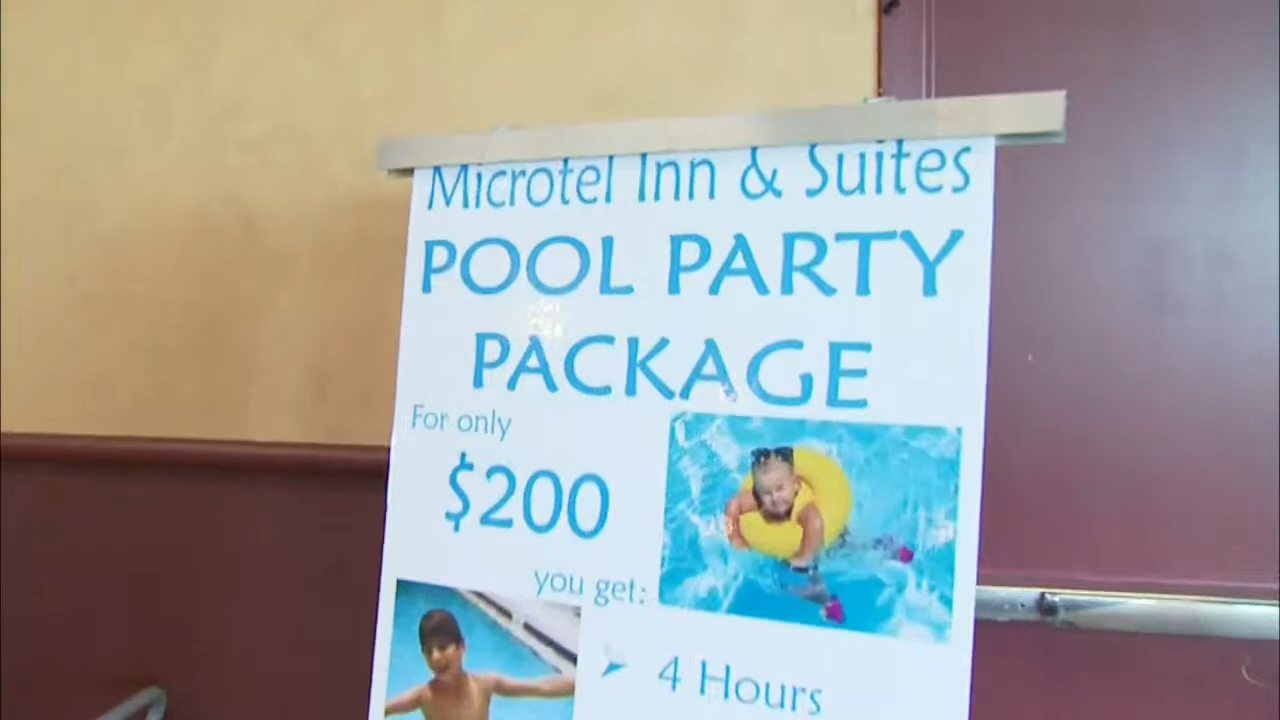 Microtel Inn & Suites
POOL PARTY
PACKAGE
For only
$200
you get:
➤ 4 Hours